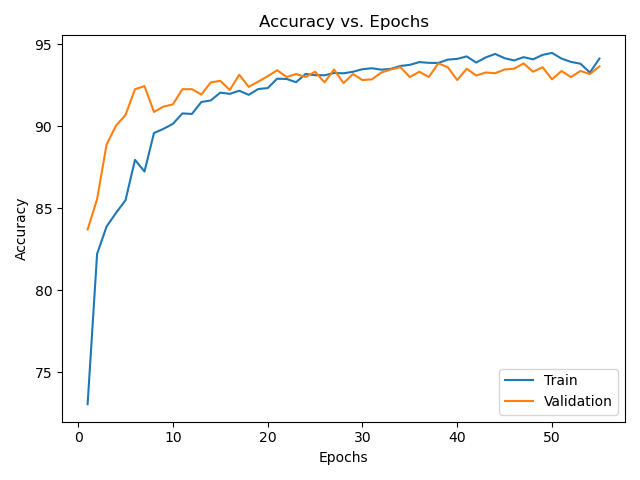 Accuracy vs. Epochs
95
90
85
80
75
Accuracy
0 10 20 30 40 50
Epochs
Train
Validation